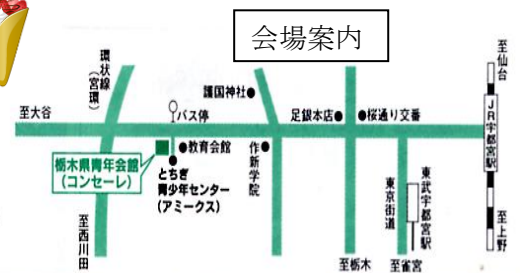 会場案内
至仙台
環状線
(宮環)
護国神社●
至大谷
バス停
足銀本店●
●桜通り交番
JR宇都宮駅
●教育会館
作新学院
栃木県青年会館
(コンセーレ)
とちぎ
青少年センター
(アミークス)
東京街道
東武宇都宮駅
至上野
至西川田
至栃木
至雀宮